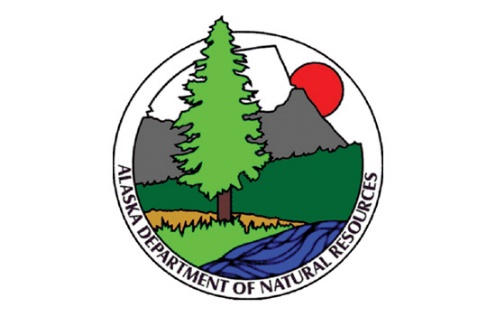 ALASKA DEPARTMENT OF NATURAL RESOURCES